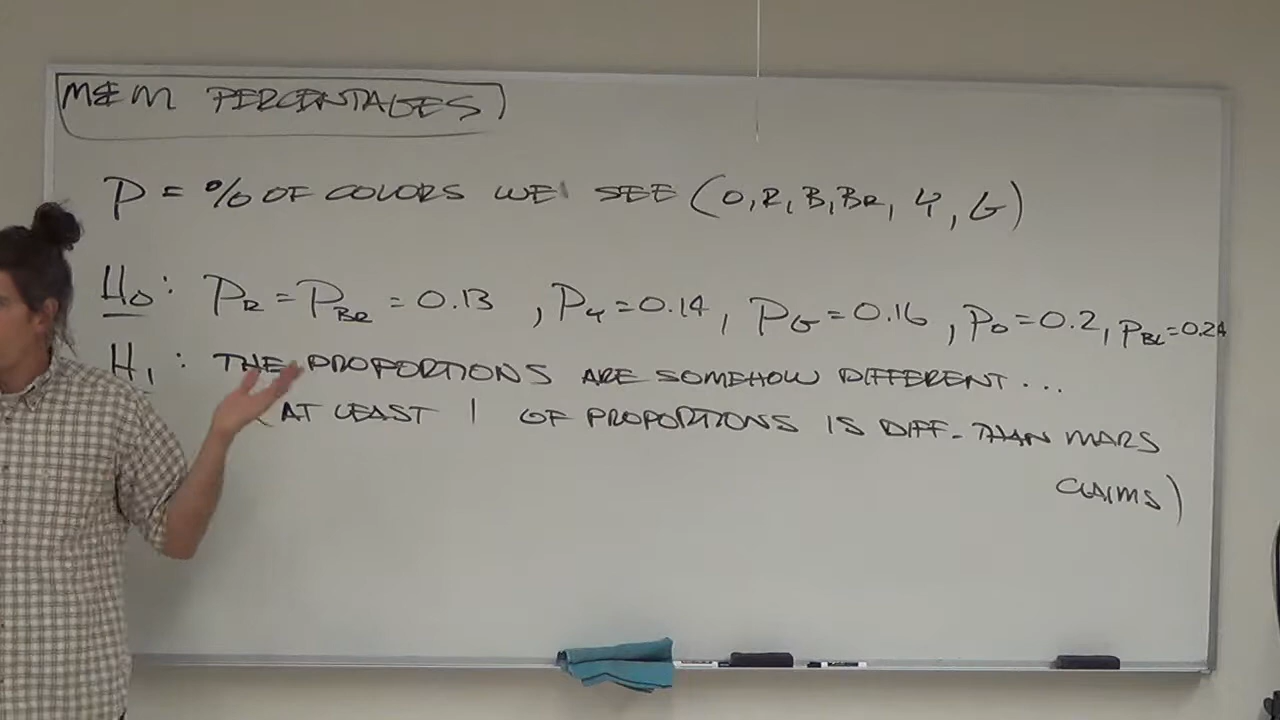 M&M PERCENTAGES
P = % OF COLORS WE SEE (O, R, B, BR, Y, G)
H0: PR = PBR = 0.13, PY = 0.14, PG = 0.16, PO = 0.2, PBL = 0.24
H1: THE PROPORTIONS ARE SOMEHOW DIFFERENT...
(AT LEAST 1 OF PROPORTIONS IS DIFF. THAN MARS
CLAIMS)